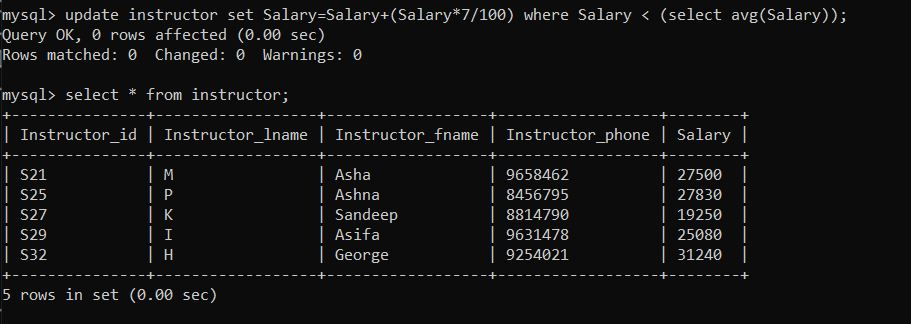 mysql> update instructor set Salary=Salary+(Salary*7/100) where Salary < (select avg(Salary));
Query OK, 0 rows affected (0.00 sec)
Rows matched: 0  Changed: 0  Warnings: 0

mysql> select * from instructor;
+---------------+------------------+------------------+------------------+--------+
| Instructor_id | Instructor_lname | Instructor_fname | Instructor_phone | Salary |
+---------------+------------------+------------------+------------------+--------+
| S21           | M                | Asha             | 9658462          | 27500  |
| S25           | P                | Ashna            | 8456795          | 27830  |
| S27           | K                | Sandeep          | 8814790          | 19250  |
| S29           | I                | Asifa            | 9631478          | 25080  |
| S32           | H                | George           | 9254021          | 31240  |
+---------------+------------------+------------------+------------------+--------+
5 rows in set (0.00 sec)